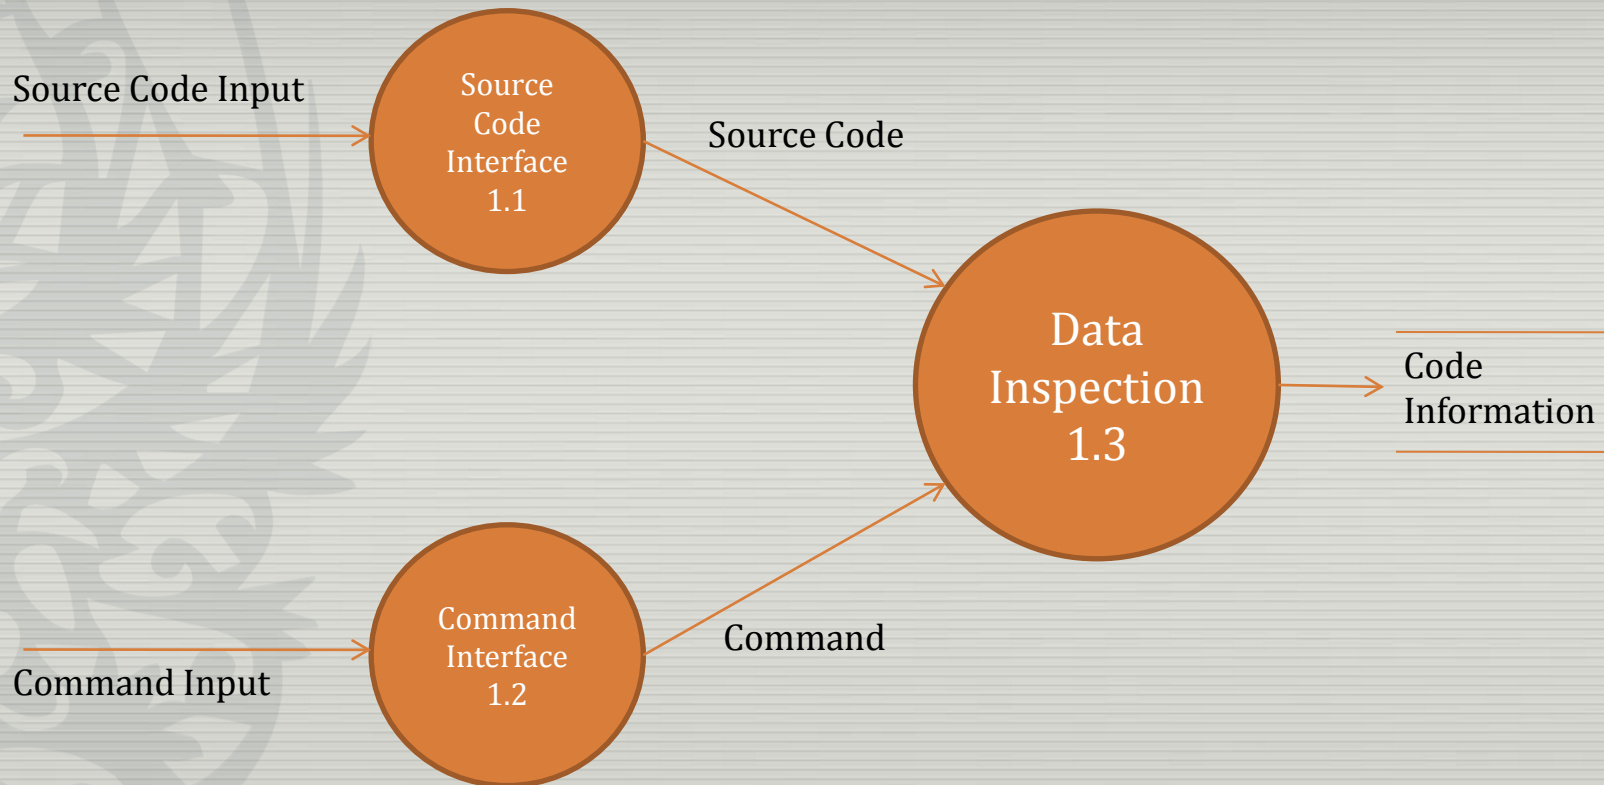 Source Code Input
Source
Code
Interface
1.1
Source Code
Data
Inspection
1.3
Code
Information
Command
Interface
1.2
Command
Command Input